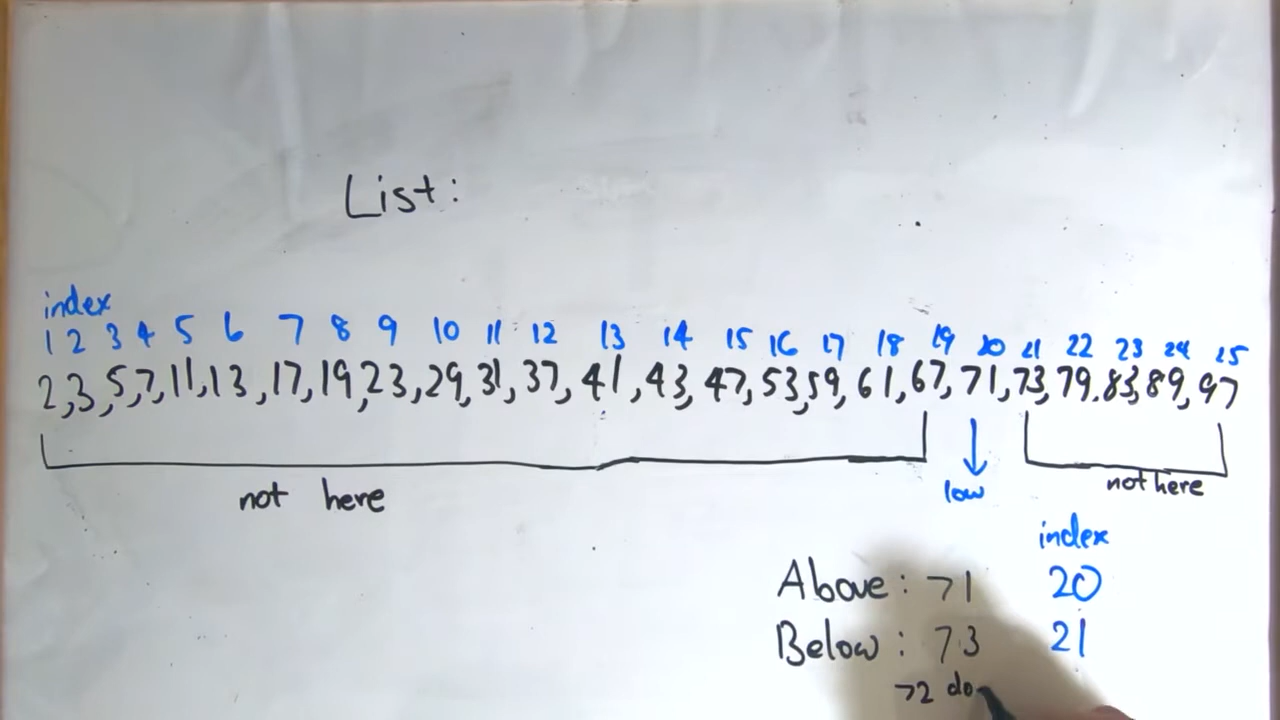 List:
index
1 2 3 4 5 6 7 8 9 10 11 12 13 14 15 16 17 18 19 20 21 22 23 24 25
2,3,5,7,11,13,17,19,23,29,31,37,41,43,47,53,59,61,67,71,73,79,83,89,97
not here
low
not here
index
Above: 71 20
Below: 73 21
72 do